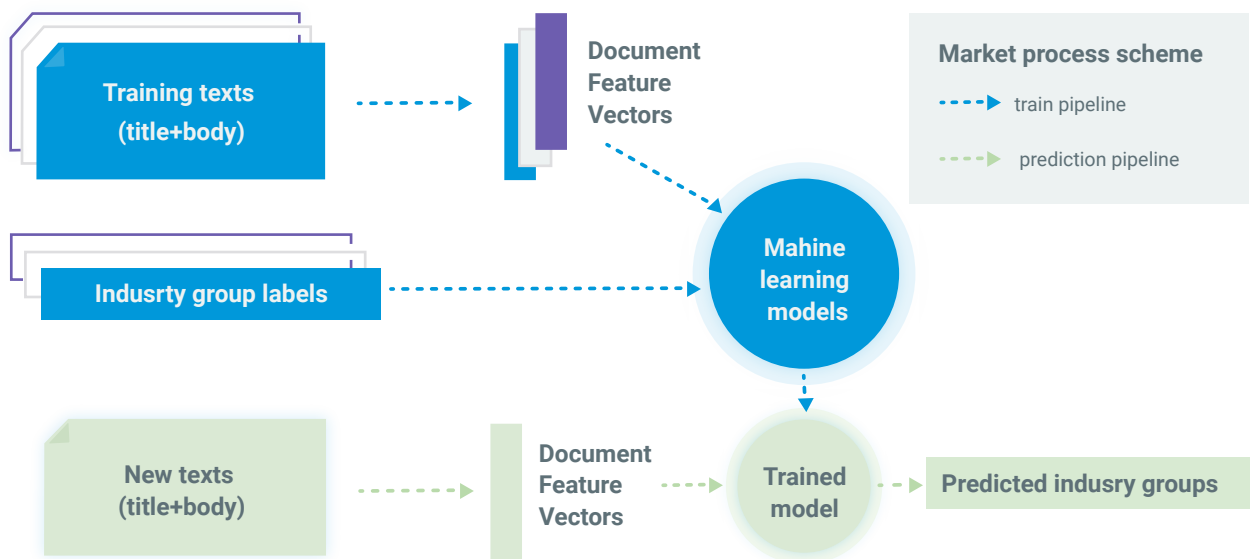 Training texts
(title+body)
Document
Feature
Vectors
Market process scheme
train pipeline
prediction pipeline
Mahine
learning
models
Indusrty group labels
New texts
(title+body)
Document
Feature
Vectors
Trained
model
Predicted indusry groups